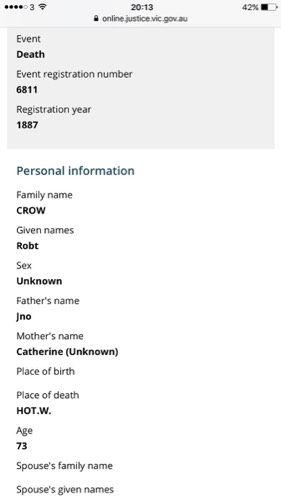 3 20:13 42%
online.justice.vic.gov.au
Event
Death
Event registration number
6811
Registration year
1887
Personal information
Family name
CROW
Given names
Robt
Sex
Unknown
Father's name
Jno
Mother's name
Catherine (Unknown)
Place of birth
Place of death
HOT.W.
Age
73
Spouse's family name
Spouse's given names